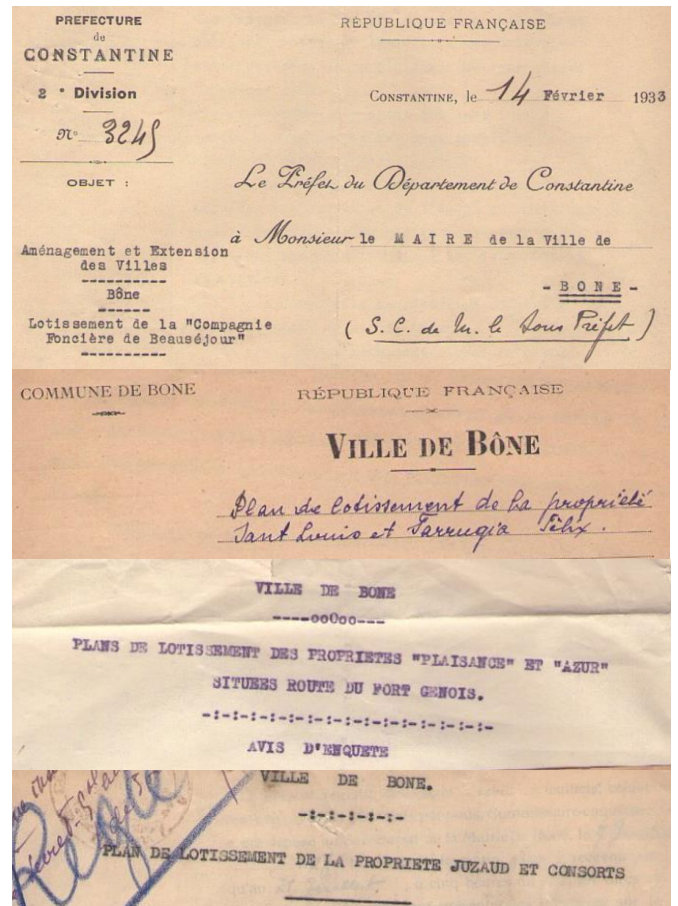 PREFECTURE
du
CONSTANTINE
2e Division
No 3245
OBJET :
Aménagement et Extension
des Villes
Bône
Lotissement de la "Compagnie
Foncière de Beauséjour"
RÉPUBLIQUE FRANÇAISE
CONSTANTINE, le 14 Février 1933
Le Préfet du Département de Constantine
à Monsieur le MAIRE de la Ville de
- BONE -
(S. C. de M. le Sous Préfet)
COMMUNE DE BONE
RÉPUBLIQUE FRANÇAISE
VILLE DE BÔNE
Plan de lotissement de la propriété
Sant Louis et Farrugia Félix.
VILLE DE BONE
----ooOoo---
PLANS DE LOTISSEMENT DES PROPRIETES "PLAISANCE" ET "AZUR"
SITUEES ROUTE DU FORT GENOIS.
-:-:-:-:-:-:-:-:-:-:-:-:-:-:-
AVIS D'ENQUETE
VILLE DE BONE.
-:-:-:-:-:-
PLAN DE LOTISSEMENT DE LA PROPRIETE JUZAUD ET CONSORTS